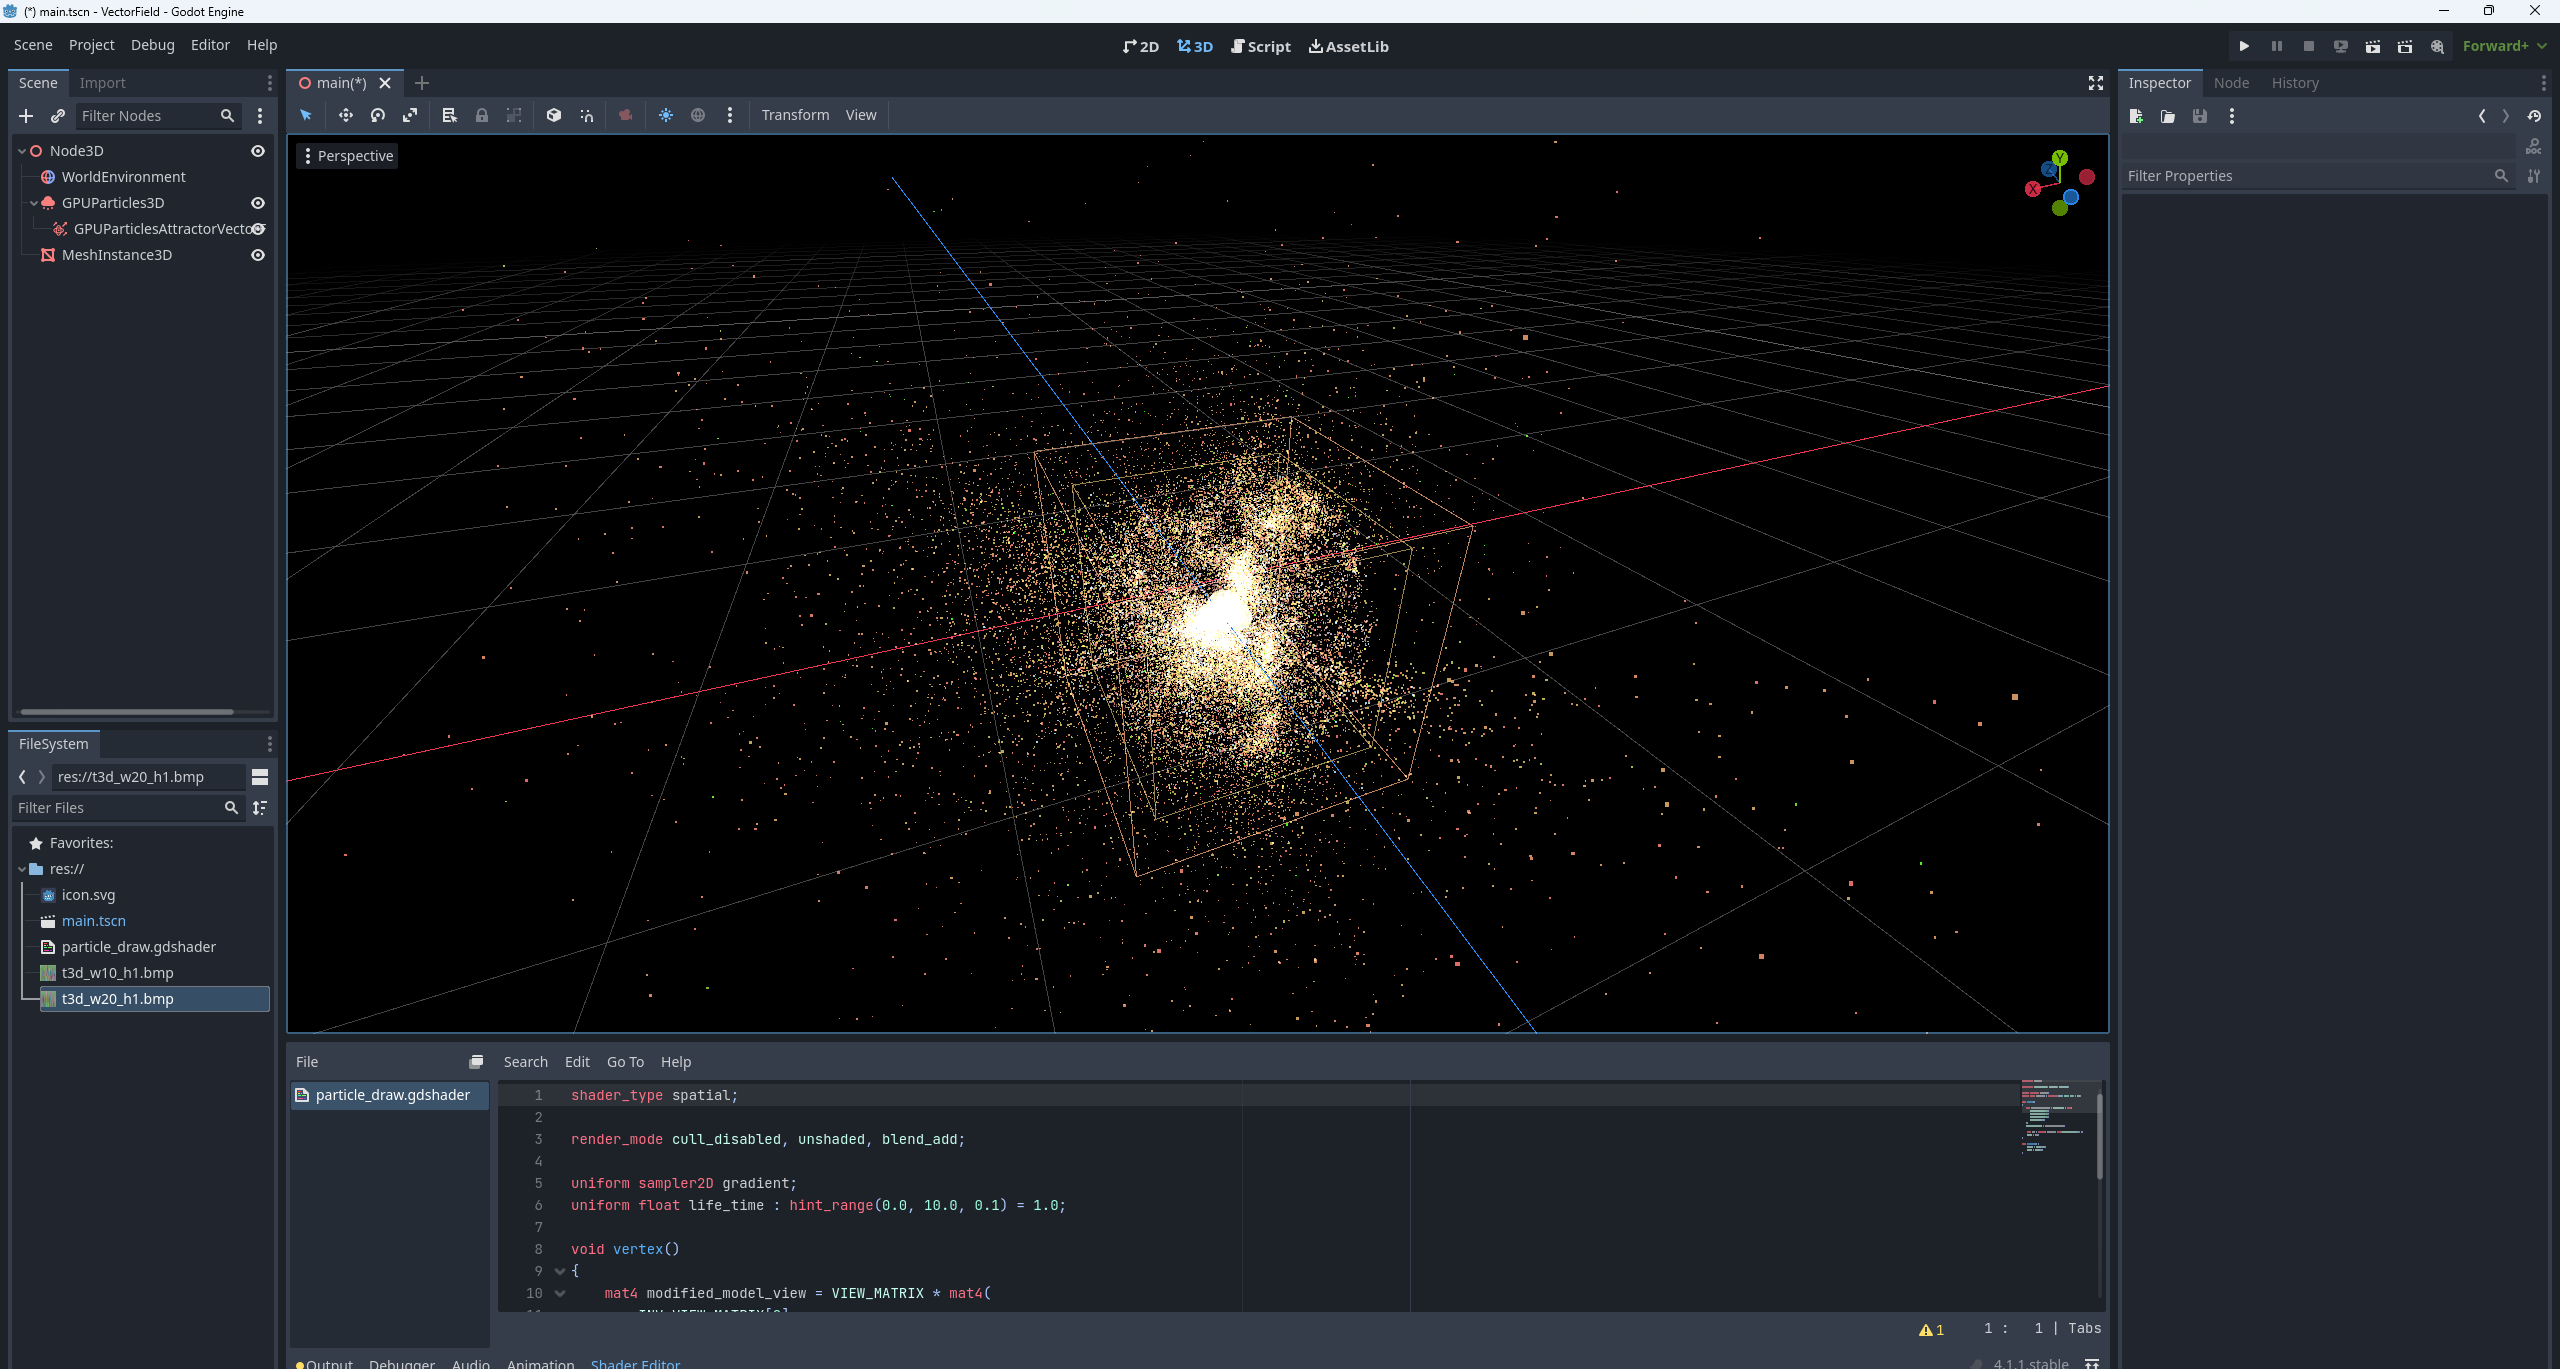 (*) main.tscn - VectorField - Godot Engine
Scene Project Debug Editor Help
2D 3D Script AssetLib
Forward+
Scene Import
main(*)
Inspector Node History
Filter Nodes
Transform View
Node3D
WorldEnvironment
GPUParticles3D
GPUParticlesAttractorVector
MeshInstance3D
Perspective
Y
Z
X
Filter Properties
FileSystem
res://t3d_w20_h1.bmp
Filter Files
Favorites:
res://
icon.svg
main.tscn
particle_draw.gdshader
t3d_w10_h1.bmp
t3d_w20_h1.bmp
File
Search Edit Go To Help
particle_draw.gdshader
1 shader_type spatial;
2
3 render_mode cull_disabled, unshaded, blend_add;
4
5 uniform sampler2D gradient;
6 uniform float life_time : hint_range(0.0, 10.0, 0.1) = 1.0;
7
8 void vertex()
9 {
10 mat4 modified_model_view = VIEW_MATRIX * mat4(
1 1 : 1 | Tabs
Output Debugger Audio Animation Shader Editor
4.1.1.stable